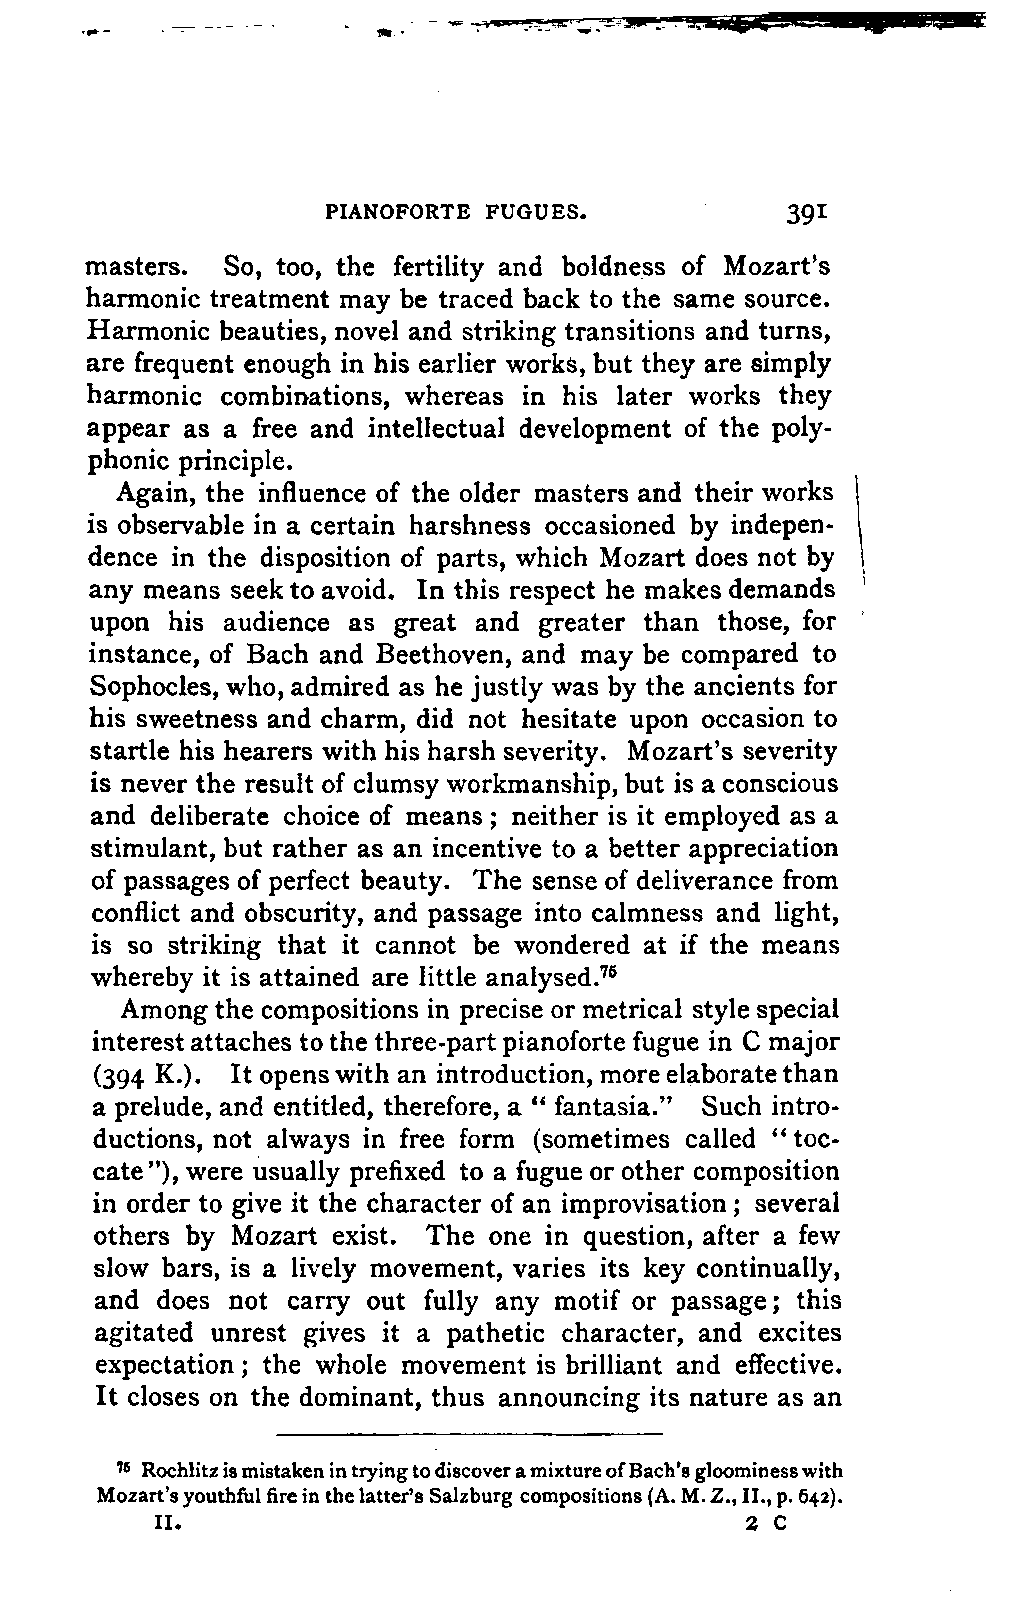 PIANOFORTE FUGUES. 391
masters. So, too, the fertility and boldness of Mozart's
harmonic treatment may be traced back to the same source.
Harmonic beauties, novel and striking transitions and turns,
are frequent enough in his earlier works, but they are simply
harmonic combinations, whereas in his later works they
appear as a free and intellectual development of the poly-
phonic principle.
Again, the influence of the older masters and their works
is observable in a certain harshness occasioned by indepen-
dence in the disposition of parts, which Mozart does not by
any means seek to avoid. In this respect he makes demands
upon his audience as great and greater than those, for
instance, of Bach and Beethoven, and may be compared to
Sophocles, who, admired as he justly was by the ancients for
his sweetness and charm, did not hesitate upon occasion to
startle his hearers with his harsh severity. Mozart's severity
is never the result of clumsy workmanship, but is a conscious
and deliberate choice of means; neither is it employed as a
stimulant, but rather as an incentive to a better appreciation
of passages of perfect beauty. The sense of deliverance from
conflict and obscurity, and passage into calmness and light,
is so striking that it cannot be wondered at if the means
whereby it is attained are little analysed.⁷⁵
Among the compositions in precise or metrical style special
interest attaches to the three-part pianoforte fugue in C major
(394 K.). It opens with an introduction, more elaborate than
a prelude, and entitled, therefore, a "fantasia." Such intro-
ductions, not always in free form (sometimes called "toc-
cate"), were usually prefixed to a fugue or other composition
in order to give it the character of an improvisation; several
others by Mozart exist. The one in question, after a few
slow bars, is a lively movement, varies its key continually,
and does not carry out fully any motif or passage; this
agitated unrest gives it a pathetic character, and excites
expectation; the whole movement is brilliant and effective.
It closes on the dominant, thus announcing its nature as an
⁷⁵ Rochlitz is mistaken in trying to discover a mixture of Bach's gloominess with
Mozart's youthful fire in the latter's Salzburg compositions (A. M. Z., II., p. 642).
II. 2 C